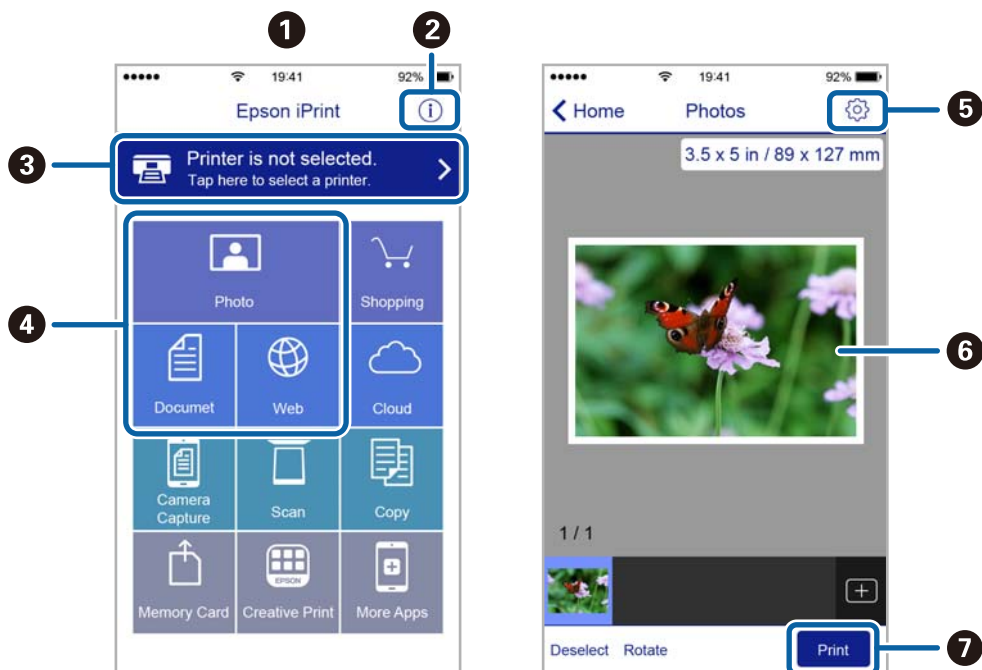 1
2
19:41
92%
Epson iPrint
3
Printer is not selected.
Tap here to select a printer.
4
Photo
Shopping
Documet
Web
Cloud
Camera
Capture
Scan
Copy
EPSON
Memory Card
Creative Print
More Apps
19:41
92%
Home
Photos
5
3.5 x 5 in / 89 x 127 mm
6
1 / 1
Deselect
Rotate
Print
7